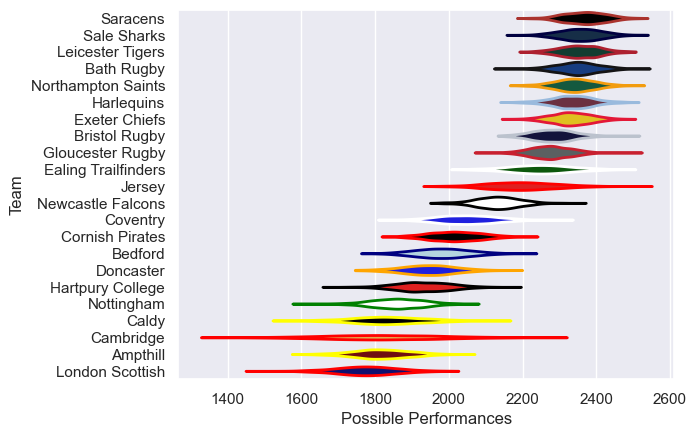 Saracens
Sale Sharks
Leicester Tigers
Bath Rugby
Northampton Saints
Harlequins
Exeter Chiefs
Bristol Rugby
Gloucester Rugby
Ealing Trailfinders
Jersey
Newcastle Falcons
Coventry
Cornish Pirates
Bedford
Doncaster
Hartpury College
Nottingham
Caldy
Cambridge
Ampthill
London Scottish
Team
1400 1600 1800 2000 2200 2400 2600
Possible Performances